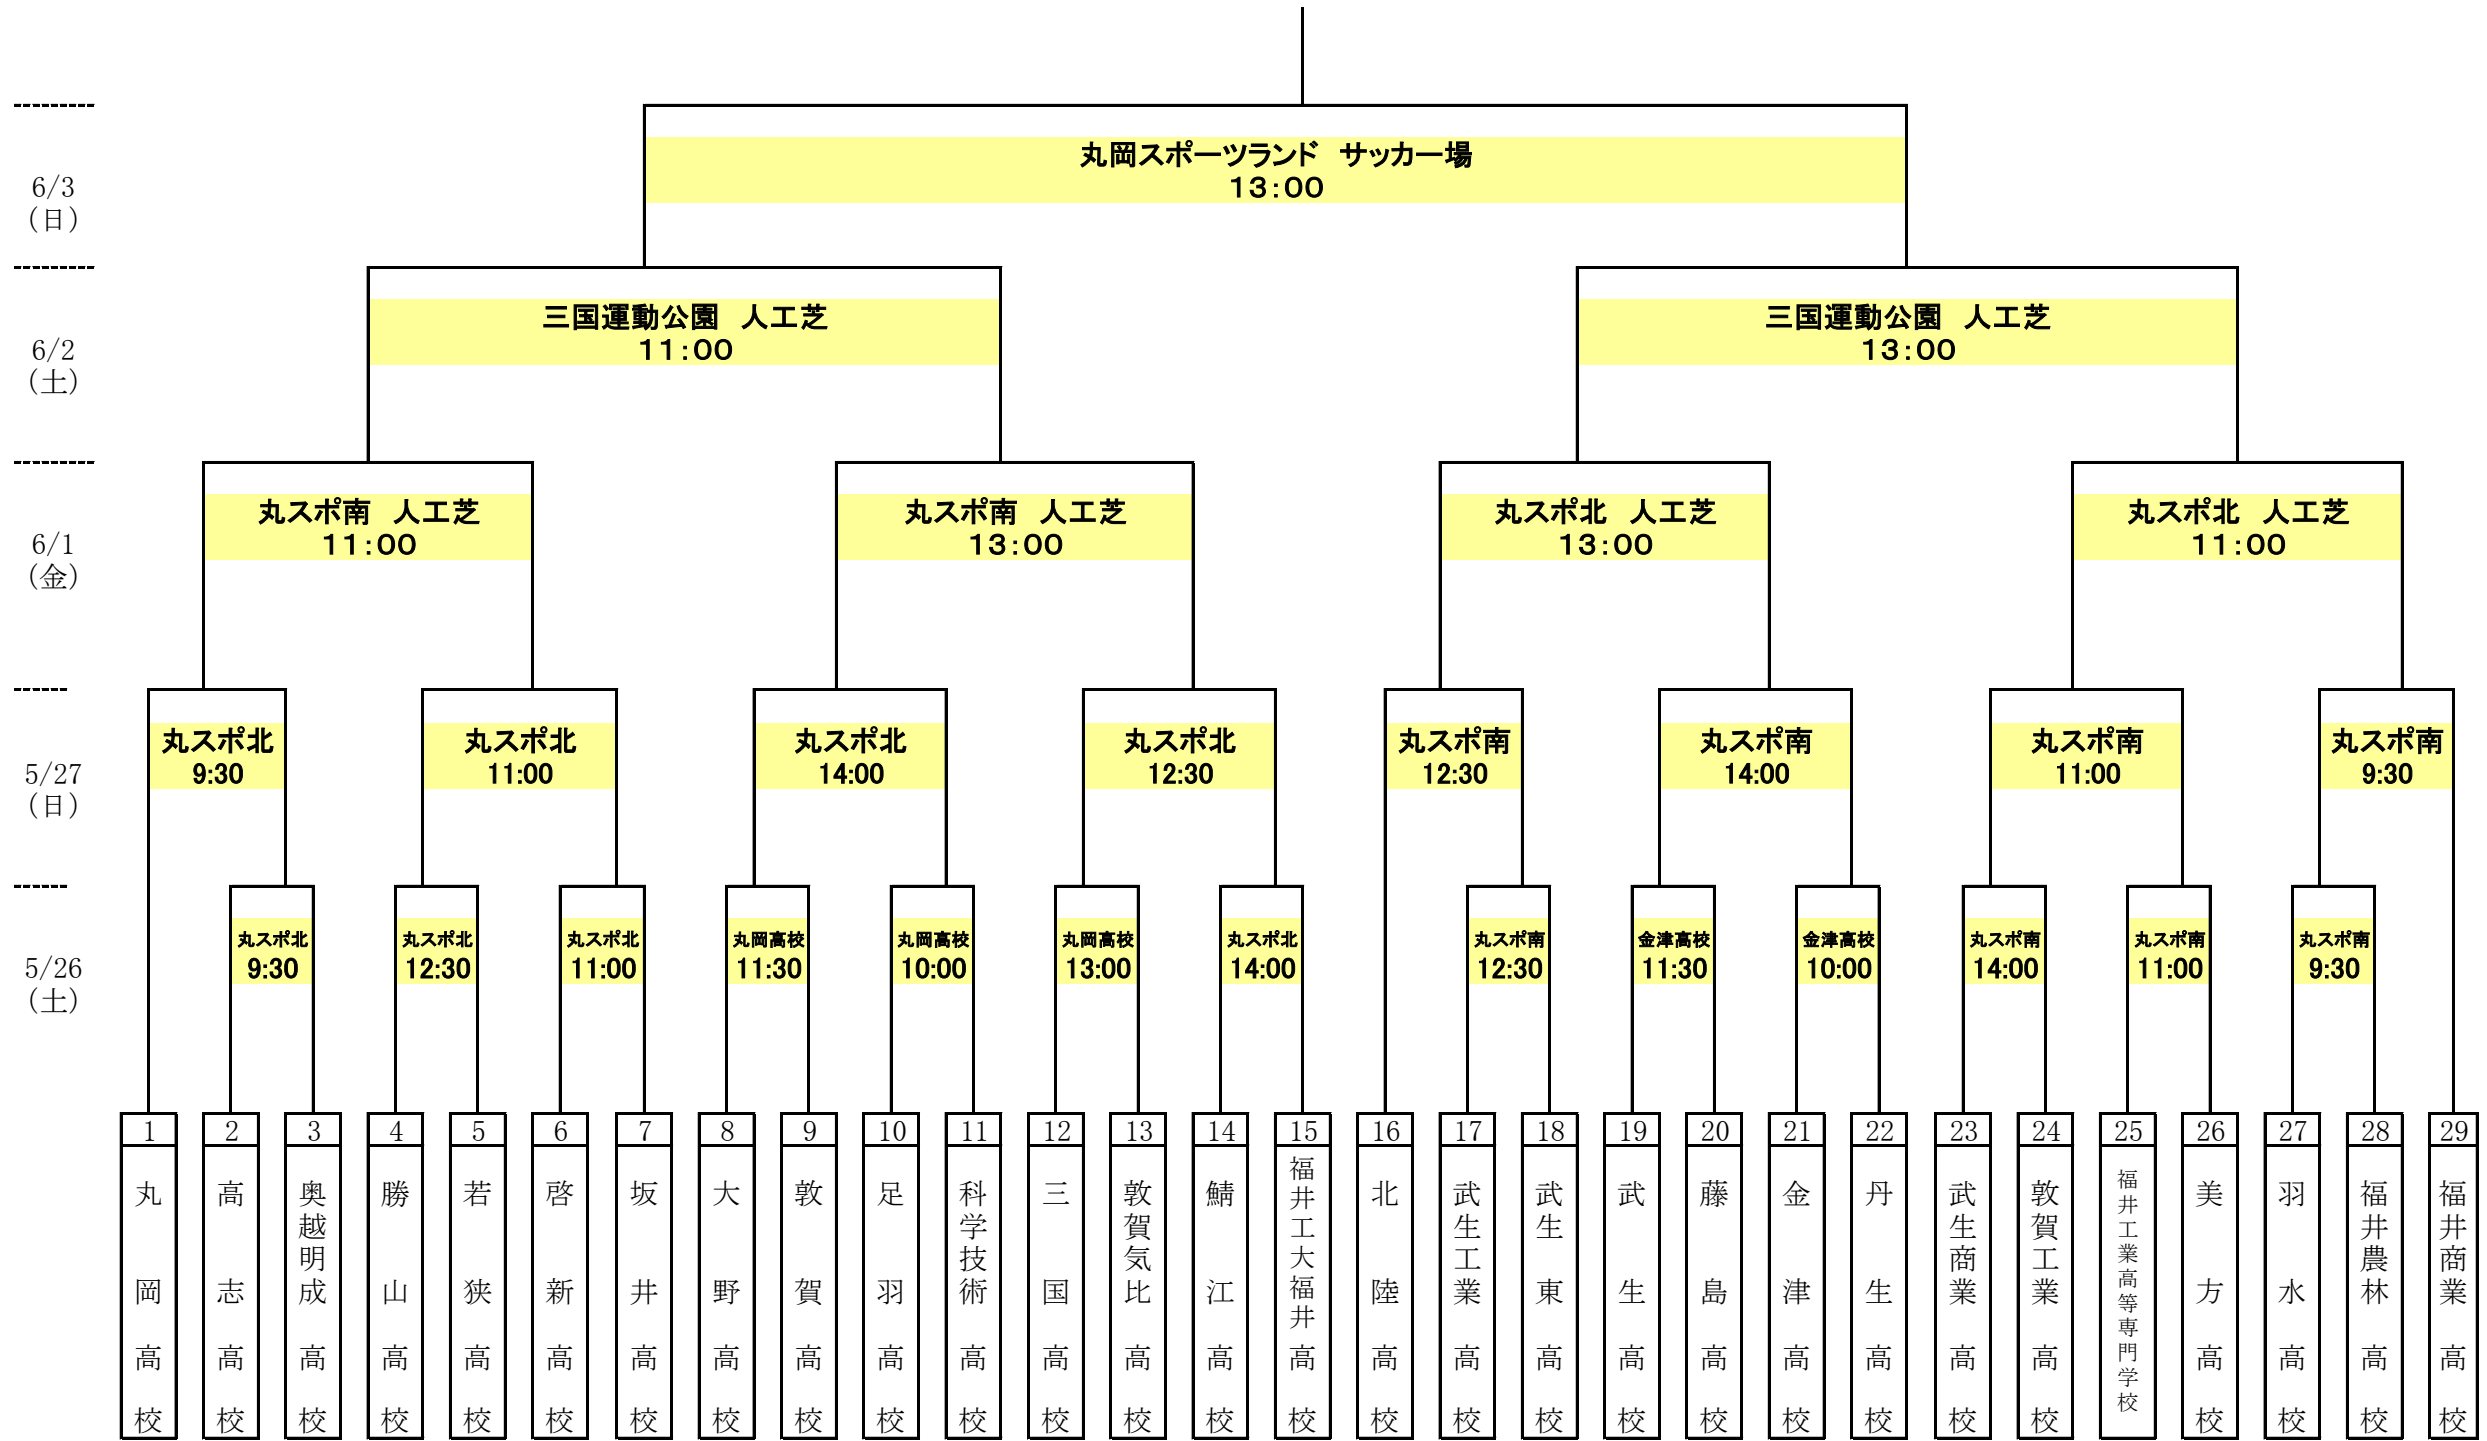 6/3
(日)
丸岡スポーツランド　サッカー場
13:00
6/2
(土)
三国運動公園　人工芝
11:00
三国運動公園　人工芝
13:00
6/1
(金)
丸スポ南　人工芝
11:00
丸スポ南　人工芝
13:00
丸スポ北　人工芝
13:00
丸スポ北　人工芝
11:00
5/27
(日)
丸スポ北
9:30
丸スポ北
11:00
丸スポ北
14:00
丸スポ北
12:30
丸スポ南
12:30
丸スポ南
14:00
丸スポ南
11:00
丸スポ南
9:30
5/26
(土)
丸スポ北
9:30
丸スポ北
12:30
丸スポ北
11:00
丸岡高校
11:30
丸岡高校
10:00
丸岡高校
13:00
丸スポ北
14:00
丸スポ南
12:30
金津高校
11:30
金津高校
10:00
丸スポ南
14:00
丸スポ南
11:00
丸スポ南
9:30
1
丸岡高校
2
高志高校
3
奥越明成高校
4
勝山高校
5
若狭高校
6
啓新高校
7
坂井高校
8
大野高校
9
敦賀高校
10
足羽高校
11
科学技術高校
12
三国高校
13
敦賀気比高校
14
鯖江高校
15
福井工大福井高校
16
北陸高校
17
武生工業高校
18
武生東高校
19
武生高校
20
藤島高校
21
金津高校
22
丹生高校
23
武生商業高校
24
敦賀工業高校
25
福井工業高等専門学校
26
美方高校
27
羽水高校
28
福井農林高校
29
福井商業高校